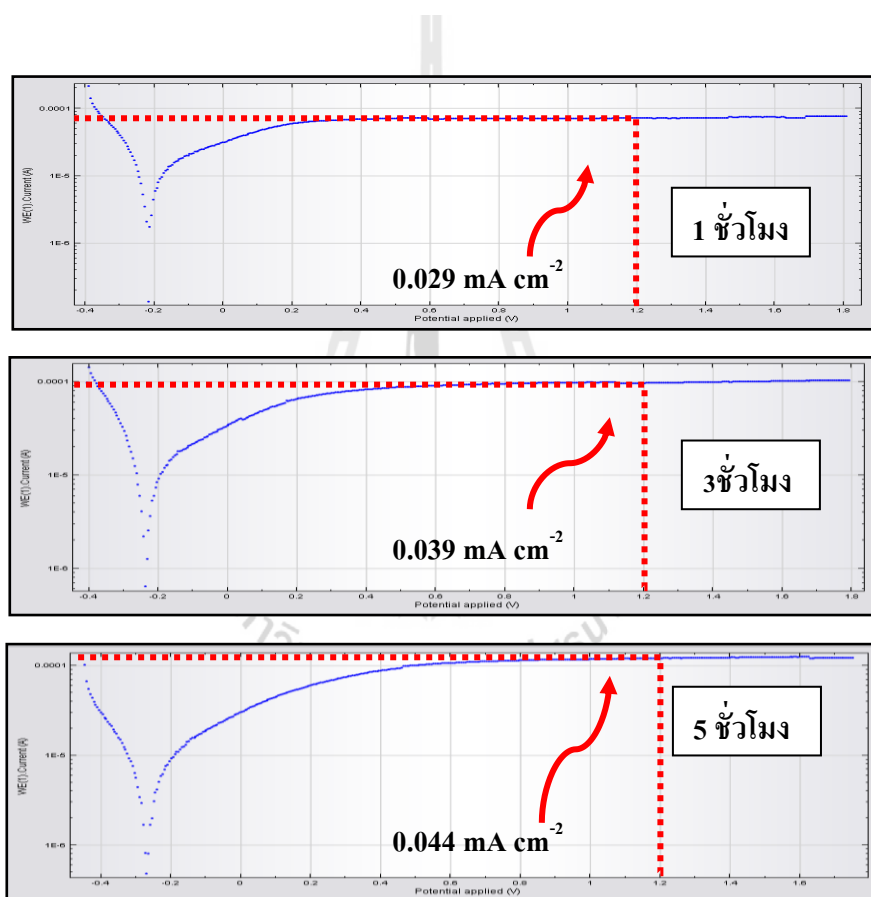 0.0001
1E-5
1E-6
WE(1).Current (A)
-0.4 -0.2 0 0.2 0.4 0.6 0.8 1 1.2 1.4 1.6 1.8
Potential applied (V)
0.029 mA cm-2
1 ชั่วโมง
0.0001
1E-5
1E-6
WE(1).Current (A)
-0.4 -0.2 0 0.2 0.4 0.6 0.8 1 1.2 1.4 1.6 1.8
Potential applied (V)
0.039 mA cm-2
3ชั่วโมง
0.0001
1E-5
1E-6
WE(1).Current (A)
-0.4 -0.2 0 0.2 0.4 0.6 0.8 1 1.2 1.4 1.6
Potential applied (V)
0.044 mA cm-2
5 ชั่วโมง